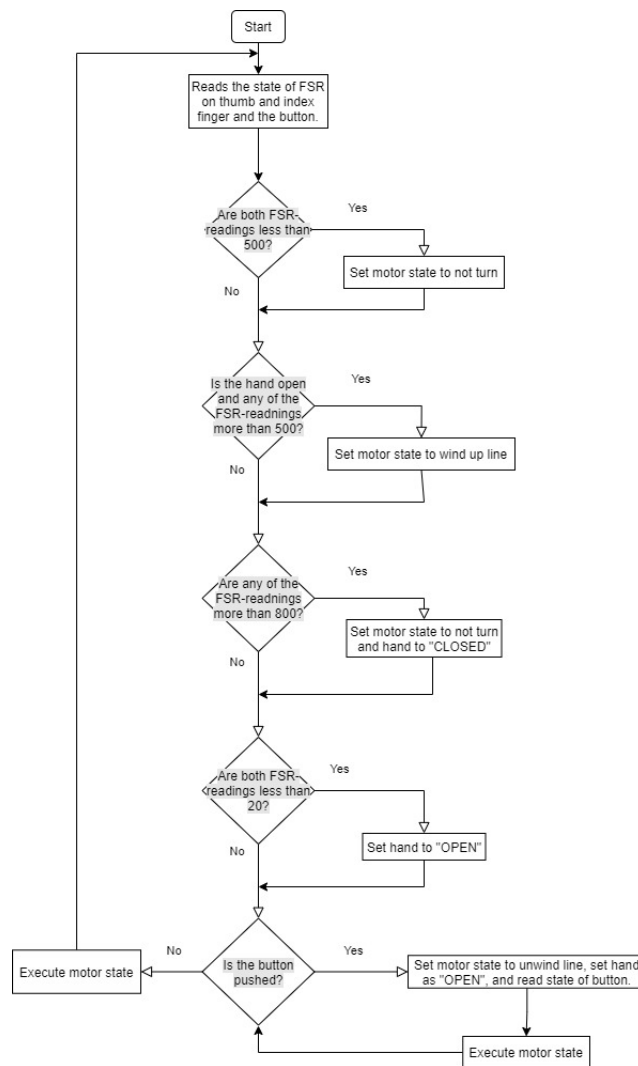 Start
Reads the state of FSR
on thumb and index
finger and the button.
Are both FSR-
readings less than
500?
Yes
Set motor state to not turn
No
Is the hand open
and any of the
FSR-readnings
more than 500?
Yes
Set motor state to wind up line
No
Are any of the
FSR-readnings
more than 800?
Yes
Set motor state to not turn
and hand to "CLOSED"
No
Are both FSR-
readings less than
20?
Yes
Set hand to "OPEN"
No
Is the button
pushed?
No
Execute motor state
Yes
Set motor state to unwind line, set hand
as "OPEN", and read state of button.
Execute motor state